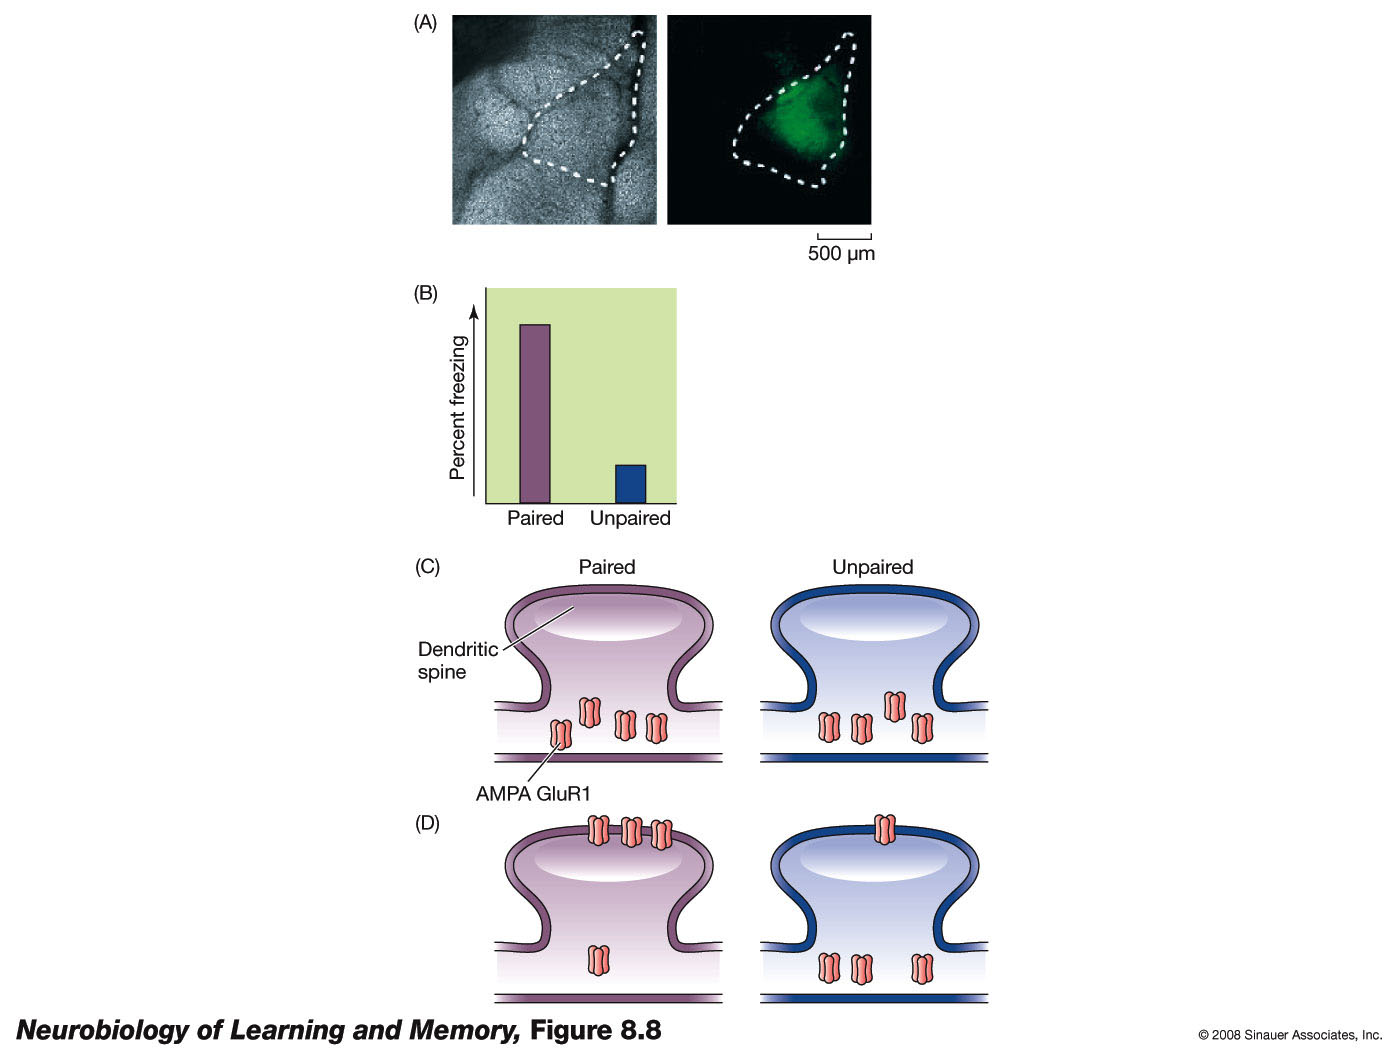 (A)
500 µm
(B)
Percent freezing
Paired
Unpaired
(C)
Paired
Unpaired
Dendritic
spine
AMPA GluR1
(D)
Neurobiology of Learning and Memory, Figure 8.8
© 2008 Sinauer Associates, Inc.